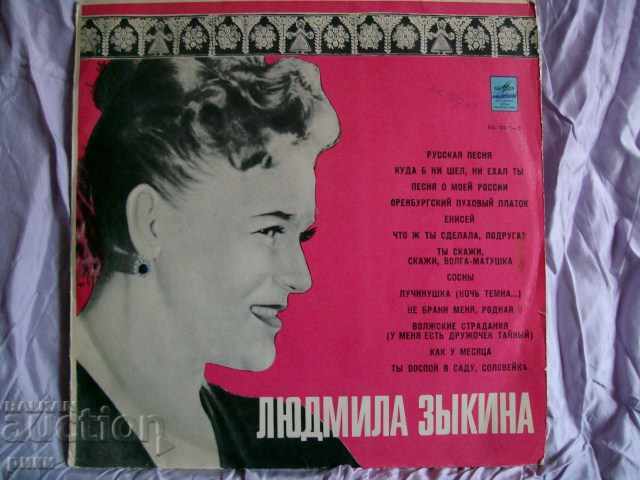 РУССКАЯ ПЕСНЯ
КУДА Б НИ ШЕЛ, НИ ЕХАЛ ТЫ
ПЕСНЯ О МОЕЙ РОССИИ
ОРЕНБУРГСКИЙ ПУХОВЫЙ ПЛАТОК
ЕНИСЕЙ
ЧТО Ж ТЫ СДЕЛАЛА, ПОДРУГА?
ТЫ СКАЖИ,
СКАЖИ, ВОЛГА-МАТУШКА
СОСНЫ
ЛУЧИНУШКА (НОЧЬ ТЕМНА...)
НЕ БРАНИ МЕНЯ, РОДНАЯ
ВОЛЖСКИЕ СТРАДАНИЯ
(У МЕНЯ ЕСТЬ ДРУЖОЧЕК ТАЙНЫЙ)
КАК У МЕСЯЦА
ТЫ ВОСПОЙ В САДУ, СОЛОВЕЙКА
ЛЮДМИЛА ЗЫКИНА
BALKAN
auction